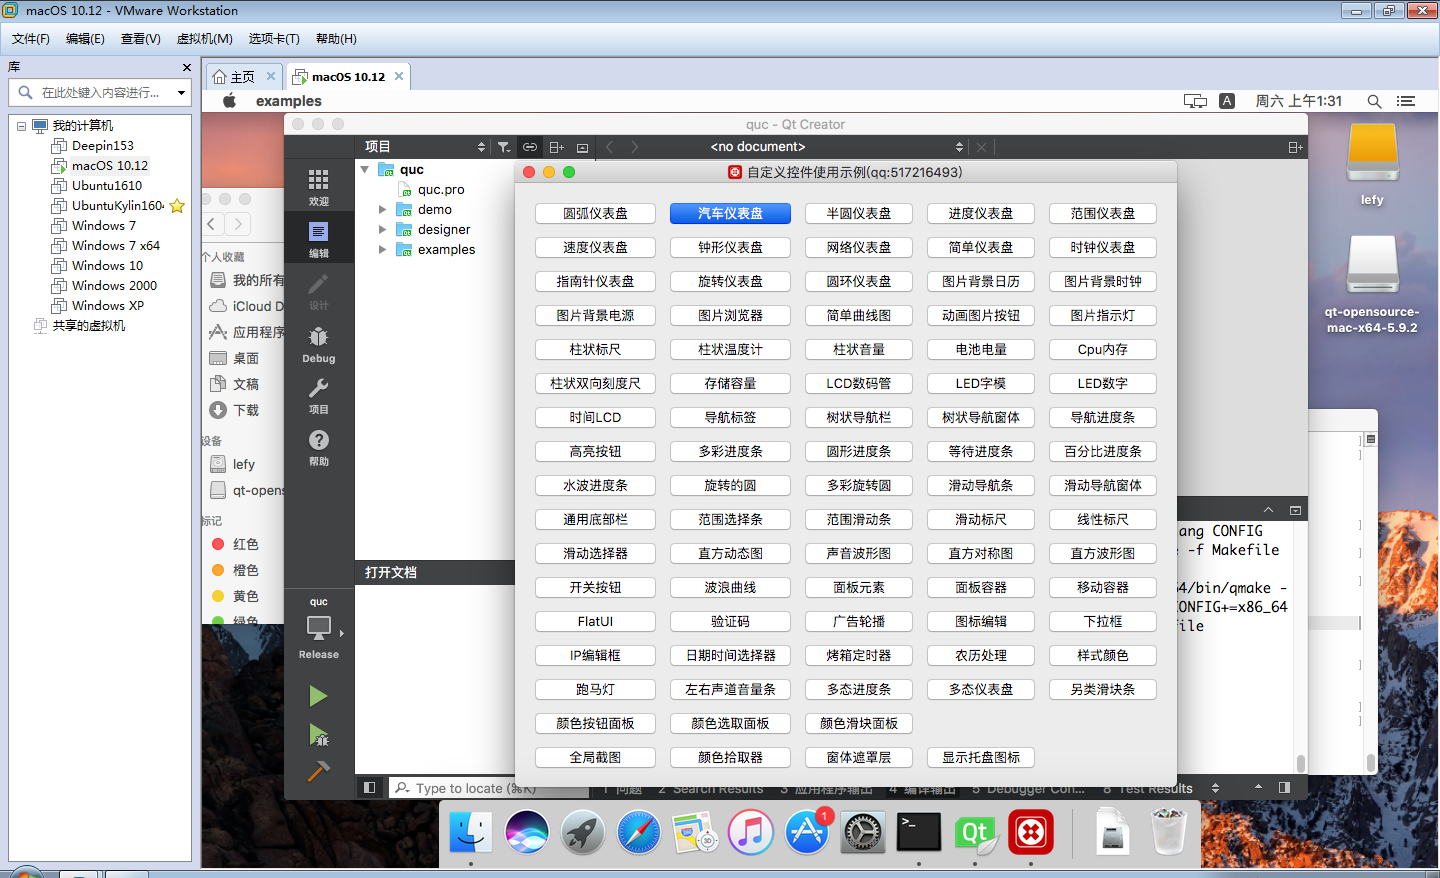 macOS 10.12 - VMware Workstation
文件(F) 编辑(E) 查看(V) 虚拟机(M) 选项卡(T) 帮助(H)
库
在此处键入内容进行...
我的计算机
Deepin153
macOS 10.12
Ubuntu1610
UbuntuKylin1604
Windows 7
Windows 7 x64
Windows 10
Windows 2000
Windows XP
共享的虚拟机
主页 macOS 10.12
examples
A 周六 上午1:31
lefy
qt-opensource-
mac-x64-5.9.2
个人收藏
我的所有
iCloud D
应用程序
桌面
文稿
下载
设备
lefy
qt-opens
标记
红色
橙色
黄色
绿色
quc - Qt Creator
项目 <no document>
欢迎
编辑
设计
Debug
项目
帮助
quc
Release
quc
quc.pro
demo
designer
examples
打开文档
自定义控件使用示例(qq:517216493)
圆弧仪表盘 汽车仪表盘 半圆仪表盘 进度仪表盘 范围仪表盘
速度仪表盘 钟形仪表盘 网络仪表盘 简单仪表盘 时钟仪表盘
指南针仪表盘 旋转仪表盘 圆环仪表盘 图片背景日历 图片背景时钟
图片背景电源 图片浏览器 简单曲线图 动画图片按钮 图片指示灯
柱状标尺 柱状温度计 柱状音量 电池电量 Cpu内存
柱状双向刻度尺 存储容量 LCD数码管 LED字模 LED数字
时间LCD 导航标签 树状导航栏 树状导航窗体 导航进度条
高亮按钮 多彩进度条 圆形进度条 等待进度条 百分比进度条
水波进度条 旋转的圆 多彩旋转圆 滑动导航条 滑动导航窗体
通用底部栏 范围选择条 范围滑动条 滑动标尺 线性标尺
滑动选择器 直方动态图 声音波形图 直方对称图 直方波形图
开关按钮 波浪曲线 面板元素 面板容器 移动容器
FlatUI 验证码 广告轮播 图标编辑 下拉框
IP编辑框 日期时间选择器 烤箱定时器 农历处理 样式颜色
跑马灯 左右声道音量条 多态进度条 多态仪表盘 另类滑块条
颜色按钮面板 颜色选取面板 颜色滑块面板
全局截图 颜色拾取器 窗体遮罩层 显示托盘图标
ang CONFIG
-f Makefile
64/bin/qmake -
CONFIG+=x86_64
file
Type to locate (⌘K) 1 问题 2 Search Results 3 应用程序输出 4 编译输出 5 Debugger Con... 8 Test Results
3D
1
>_
Qt